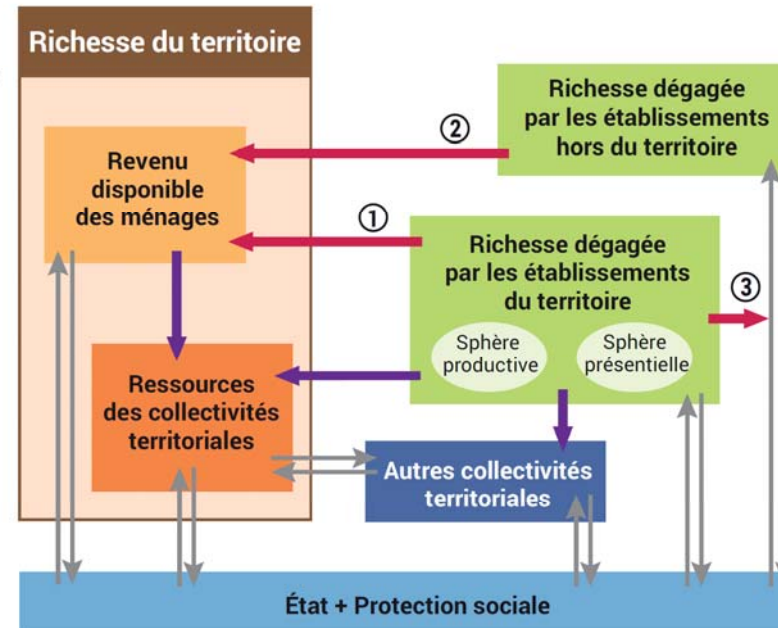 Richesse du territoire
Richesse dégagée
par les établissements
hors du territoire
②
Revenu
disponible
des ménages
①
Richesse dégagée
par les établissements
du territoire
③
Sphère
productive
Sphère
présentielle
Ressources
des collectivités
territoriales
Autres collectivités
territoriales
État + Protection sociale